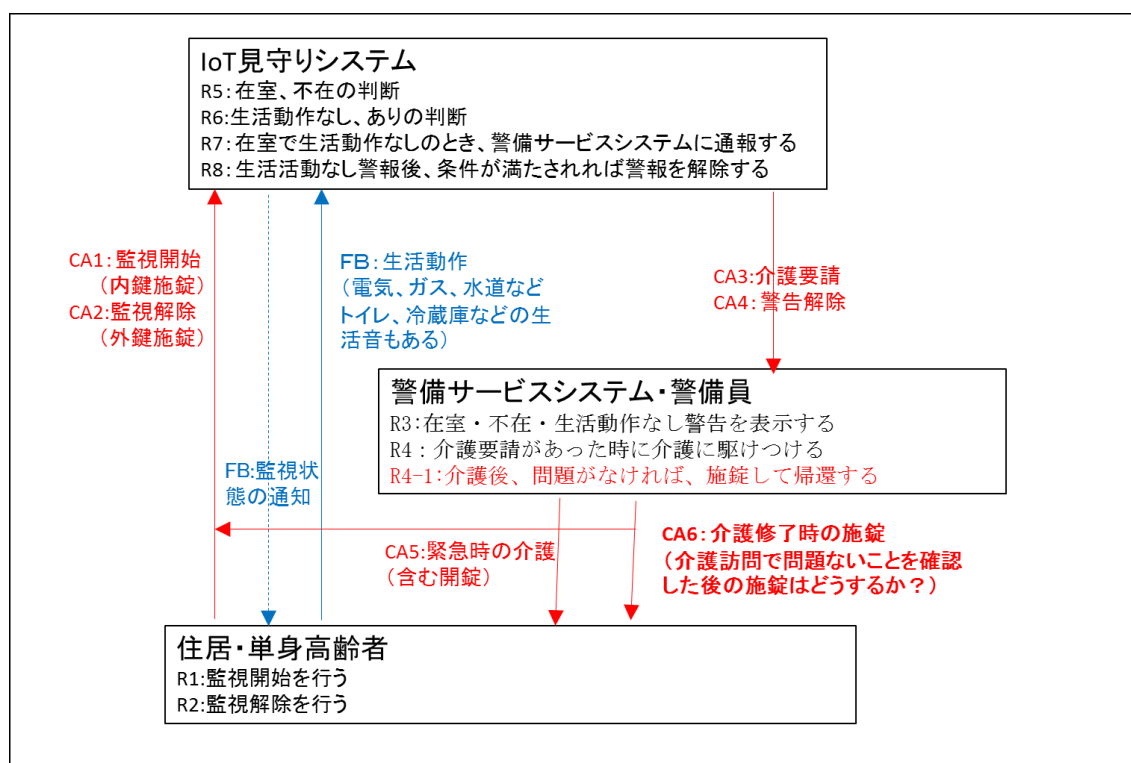 IoT見守りシステム
R5:在室、不在の判断
R6:生活動作なし、ありの判断
R7:在室で生活動作なしのとき、警備サービスシステムに通報する
R8:生活活動なし警報後、条件が満たされれば警報を解除する
CA1:監視開始
(内鍵施錠)
CA2:監視解除
(外鍵施錠)
FB:生活動作
(電気、ガス、水道など
トイレ、冷蔵庫などの生
活音もある)
CA3:介護要請
CA4:警告解除
警備サービスシステム・警備員
R3:在室・不在・生活動作なし警告を表示する
R4:介護要請があった時に介護に駆けつける
R4-1:介護後、問題がなければ、施錠して帰還する
FB:監視状
態の通知
CA5:緊急時の介護
(含む開錠)
CA6:介護修了時の施錠
(介護訪問で問題ないことを確認
した後の施錠はどうするか?)
住居・単身高齢者
R1:監視開始を行う
R2:監視解除を行う